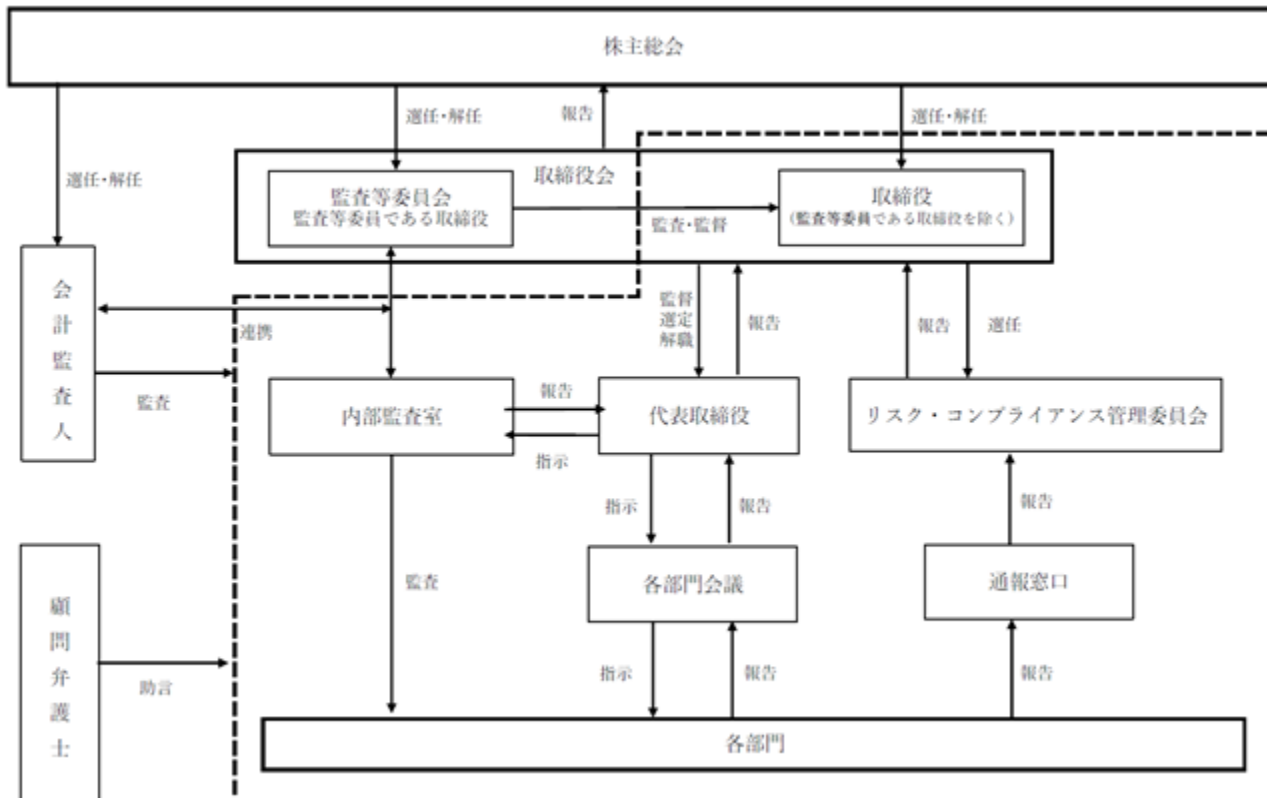 株主総会
選任・解任
報告
選任・解任
選任・解任
取締役会
監査等委員会
監査等委員である取締役
取締役
(監査等委員である取締役を除く)
監査・監督
会計監査人
連携
監査
監督
選定
解職
報告
報告
選任
内部監査室
報告
指示
代表取締役
リスク・コンプライアンス管理委員会
指示
報告
報告
監査
各部門会議
通報窓口
顧問弁護士
助言
指示
報告
報告
各部門